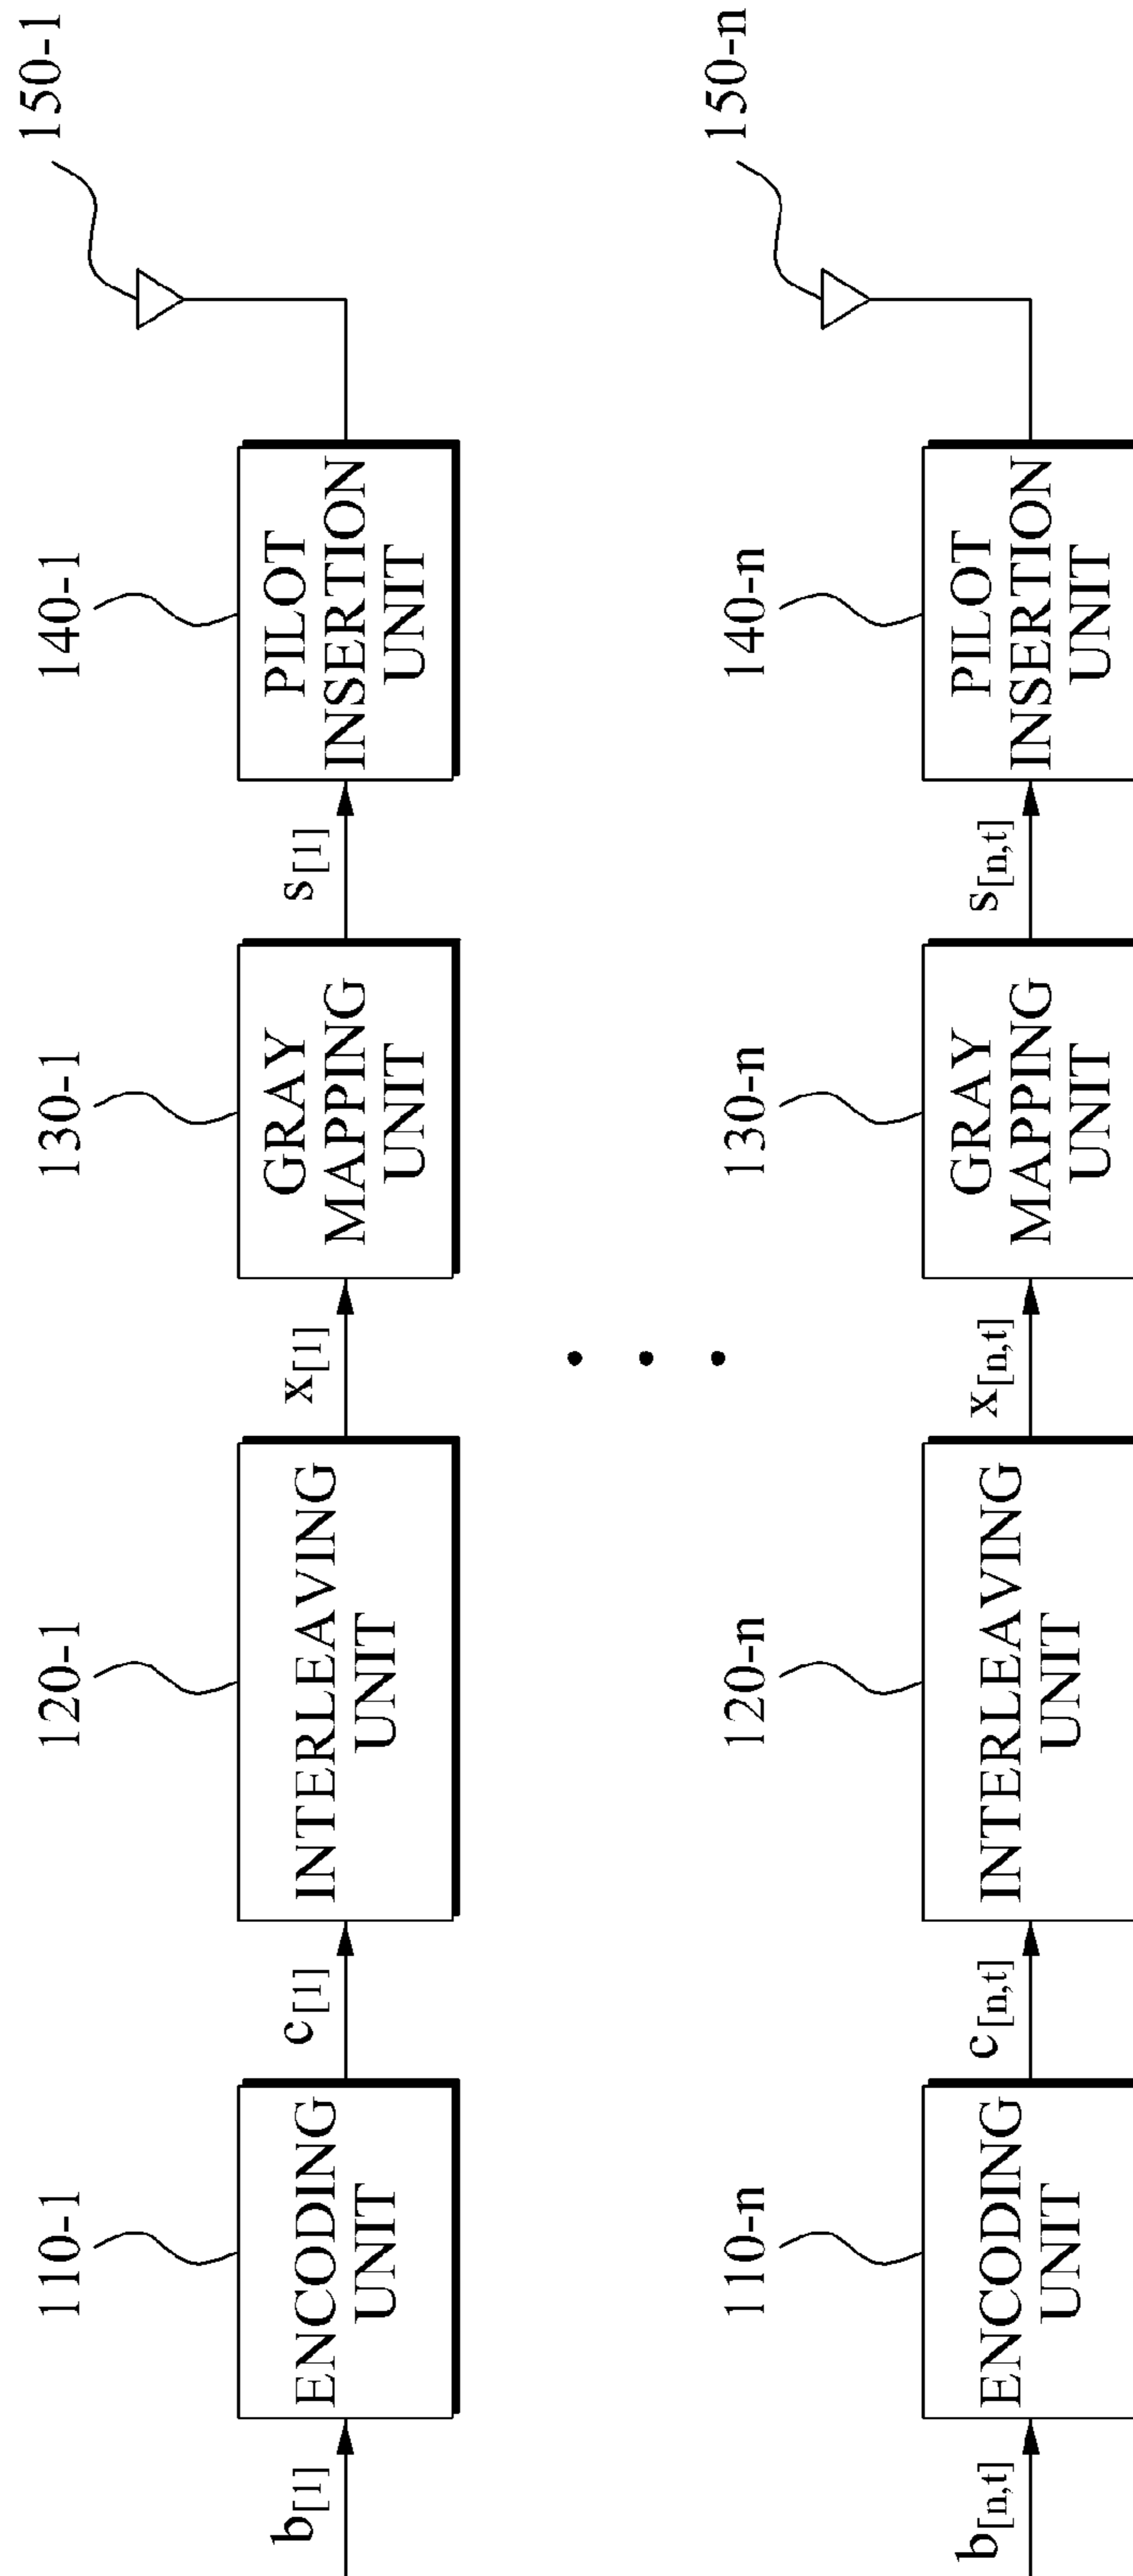 110-1
120-1
130-1
140-1
150-1
b[1]
ENCODING
UNIT
c[1]
INTERLEAVING
UNIT
x[1]
GRAY
MAPPING
UNIT
s[1]
PILOT
INSERTION
UNIT
110-n
120-n
130-n
140-n
150-n
b[n,t]
ENCODING
UNIT
c[n,t]
INTERLEAVING
UNIT
x[n,t]
GRAY
MAPPING
UNIT
s[n,t]
PILOT
INSERTION
UNIT